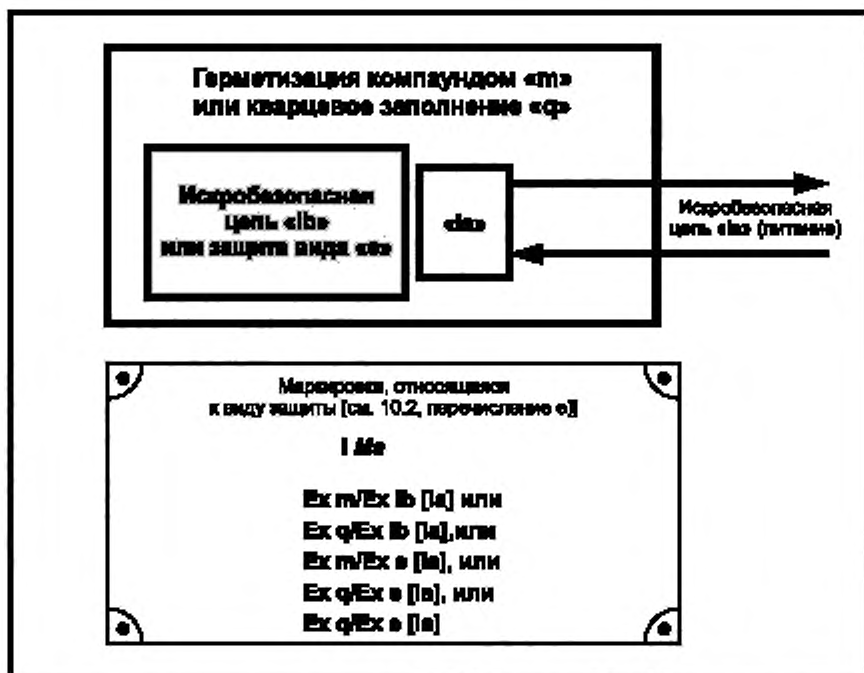 Герметизация компаундом «m»
или кварцевое заполнение «q»
Искробезопасная
цепь «ib»
или защита вида «e»
«ia»
Искробезопасная
цепь «ia» (питание)
Маркировка, относящаяся
к виду защиты [см. 10.2, перечисление e)]
I Ma
Ex m/Ex ib [ia] или
Ex q/Ex ib [ia],или
Ex m/Ex e [ia], или
Ex q/Ex e [ia], или
Ex q/Ex e [ia]